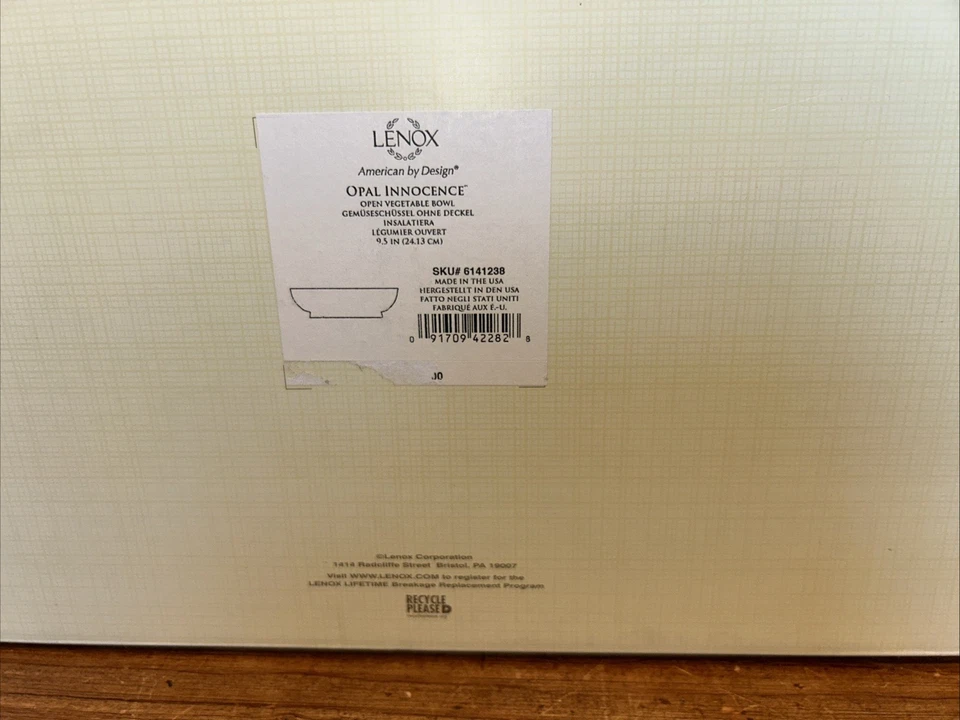 LENOX
American by Design®
OPAL INNOCENCE™
OPEN VEGETABLE BOWL
GEMÜSESCHÜSSEL OHNE DECKEL
INSALATIERA
LÉGUMIER OUVERT
9.5 IN (24.13 CM)
SKU# 6141238
MADE IN THE USA
HERGESTELLT IN DEN USA
FATTO NEGLI STATI UNITI
FABRIQUÉ AUX É.-U.
0 91709 42282 6
©Lenox Corporation
1414 Radcliffe Street Bristol, PA 19007
Visit WWW.LENOX.COM to register for the
LENOX LIFETIME Breakage Replacement Program
RECYCLE
PLEASE